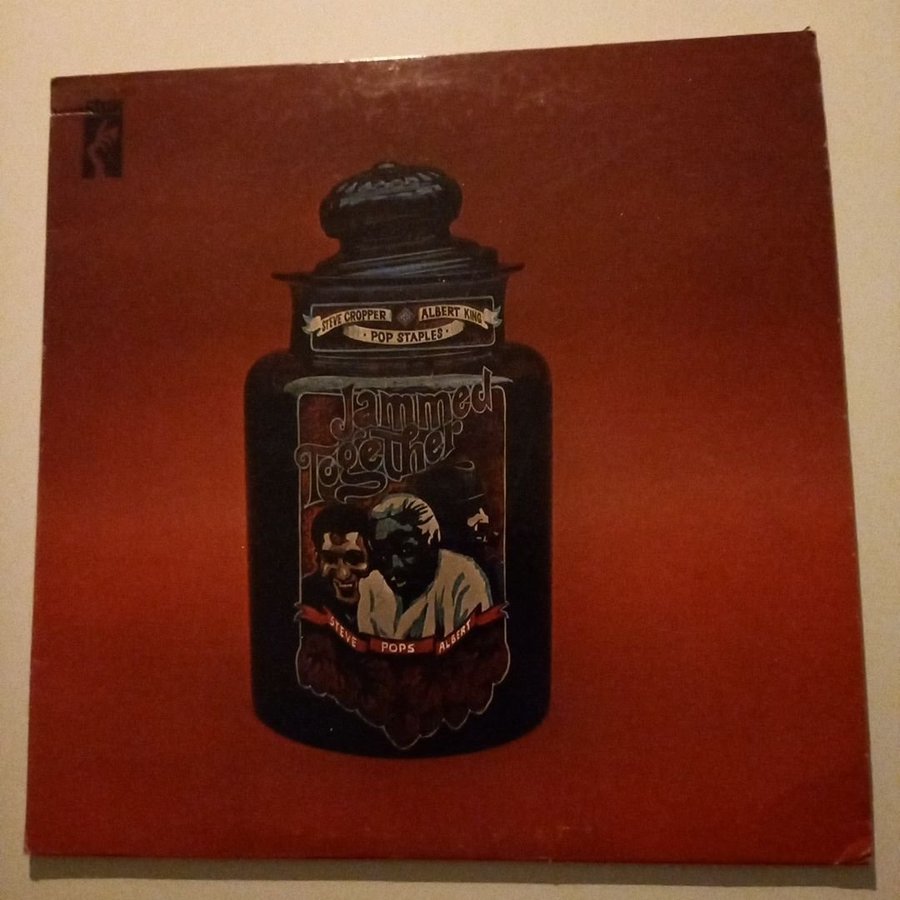 STEVE CROPPER ALBERT KING
· POP STAPLES ·
Jammed
Together
STEVE POPS ALBERT